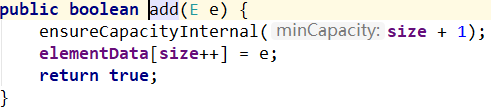 public boolean add(E e) {
ensureCapacityInternal( minCapacity: size + 1);
elementData[size++] = e;
return true;
}